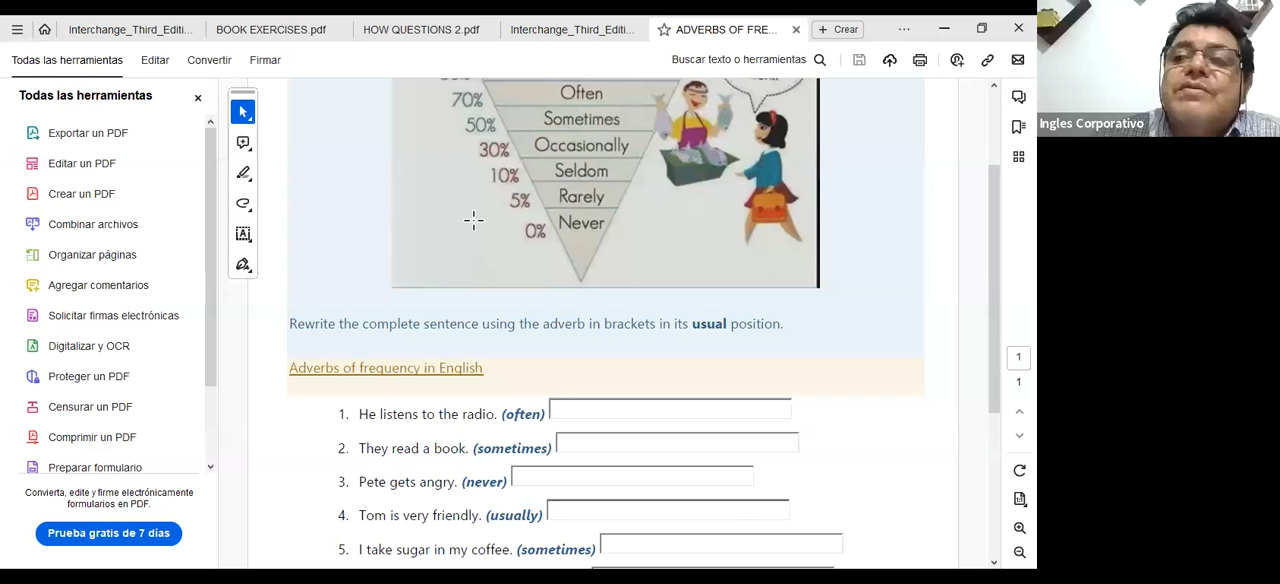 Interchange_Third_Editi...
BOOK EXERCISES.pdf
HOW QUESTIONS 2.pdf
Interchange_Third_Editi...
ADVERBS OF FRE...
+ Crear
Todas las herramientas
Editar
Convertir
Firmar
Buscar texto o herramientas
Todas las herramientas
Exportar un PDF
Editar un PDF
Crear un PDF
Combinar archivos
Organizar páginas
Agregar comentarios
Solicitar firmas electrónicas
Digitalizar y OCR
Proteger un PDF
Censurar un PDF
Comprimir un PDF
Preparar formulario
Convierta, edite y firme electrónicamente
formularios en PDF.
Prueba gratis de 7 días
70% Often
50% Sometimes
30% Occasionally
10% Seldom
5% Rarely
0% Never
Rewrite the complete sentence using the adverb in brackets in its usual position.
Adverbs of frequency in English
1. He listens to the radio. (often)
2. They read a book. (sometimes)
3. Pete gets angry. (never)
4. Tom is very friendly. (usually)
5. I take sugar in my coffee. (sometimes)
1
1
Ingles Corporativo